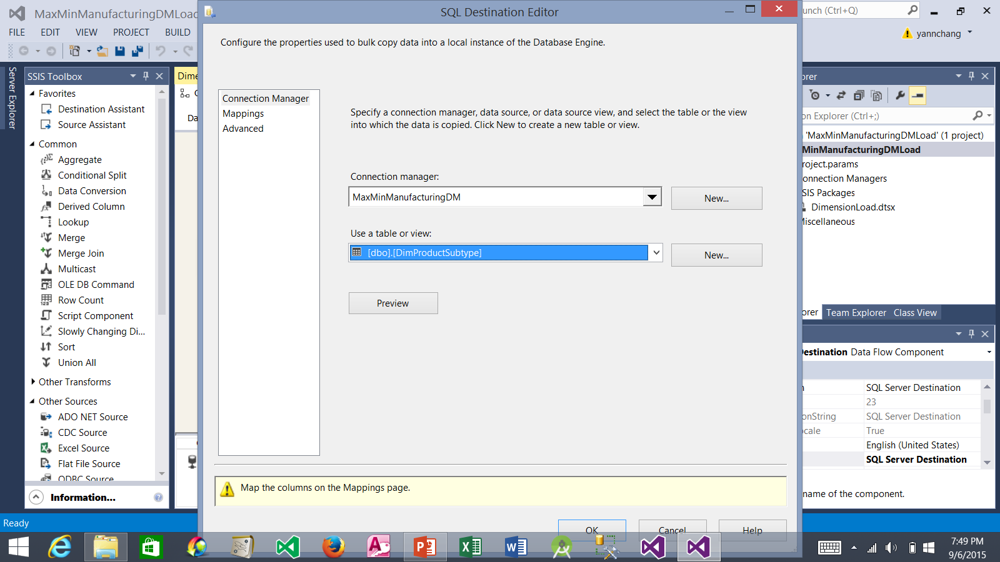 MaxMinManufacturingDMLoad
FILE EDIT VIEW PROJECT BUILD
SQL Destination Editor
unch (Ctrl+Q)
yannchang
Server Explorer
SSIS Toolbox
Favorites
Destination Assistant
Source Assistant
Common
Aggregate
Conditional Split
Data Conversion
Derived Column
Lookup
Merge
Merge Join
Multicast
OLE DB Command
Row Count
Script Component
Slowly Changing Di...
Sort
Union All
Other Transforms
Other Sources
ADO NET Source
CDC Source
Excel Source
Flat File Source
ODBC Source
Information...
Ready
Dime
C
Da
Configure the properties used to bulk copy data into a local instance of the Database Engine.
Connection Manager
Mappings
Advanced
Specify a connection manager, data source, or data source view, and select the table or the view
into which the data is copied. Click New to create a new table or view.
Connection manager:
MaxMinManufacturingDM
New...
Use a table or view:
[dbo].[DimProductSubtype]
New...
Preview
Map the columns on the Mappings page.
OK
Cancel
Help
orer
on Explorer (Ctrl+;)
'MaxMinManufacturingDMLoad' (1 project)
MinManufacturingDMLoad
roject.params
onnection Managers
SIS Packages
DimensionLoad.dtsx
Miscellaneous
orer Team Explorer Class View
Destination Data Flow Component
n SQL Server Destination
23
onString SQL Server Destination
ocale True
English (United States)
SQL Server Destination
name of the component.
7:49 PM
9/6/2015